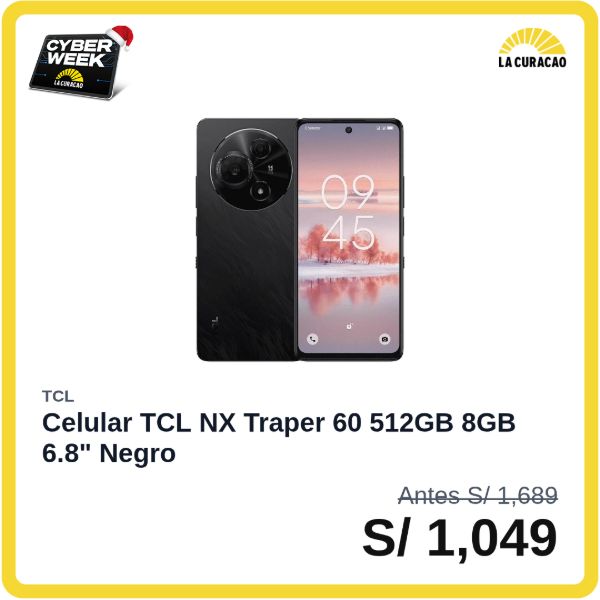 CYBER
WEEK
LA CURACAO
LA CURACAO
09
45
TCL
Celular TCL NX Traper 60 512GB 8GB
6.8" Negro
Antes S/ 1,689
S/ 1,049